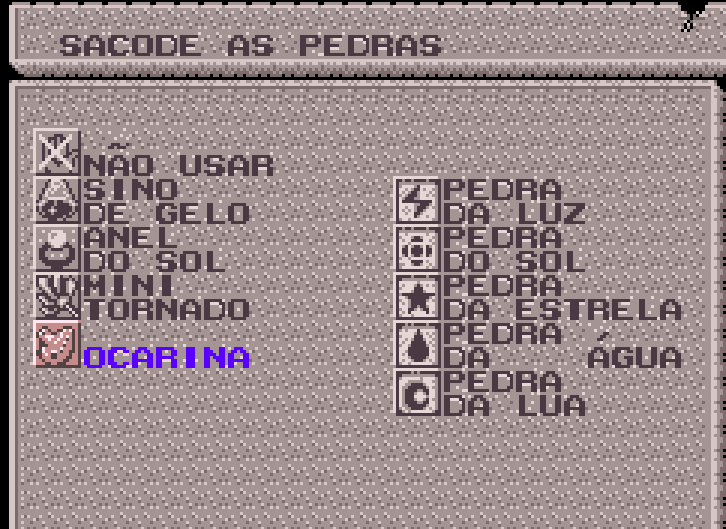 SACODE AS PEDRAS
NÃO USAR
SINO
DE GELO
ANEL
DO SOL
MINI
TORNADO
OCARINA
PEDRA
DA LUZ
PEDRA
DO SOL
PEDRA
DA ESTRELA
PEDRA
DA ÁGUA
PEDRA
DA LUA